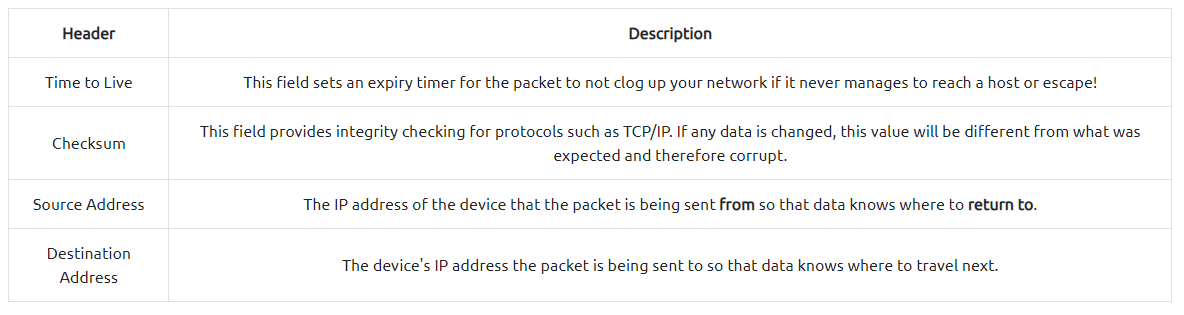 Header
Description
Time to Live
This field sets an expiry timer for the packet to not clog up your network if it never manages to reach a host or escape!
Checksum
This field provides integrity checking for protocols such as TCP/IP. If any data is changed, this value will be different from what was
expected and therefore corrupt.
Source Address
The IP address of the device that the packet is being sent from so that data knows where to return to.
Destination
Address
The device's IP address the packet is being sent to so that data knows where to travel next.